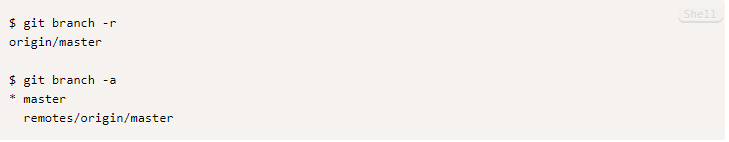 Shell
$ git branch -r
origin/master
$ git branch -a
* master
remotes/origin/master